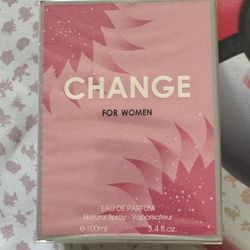 CHANGE
FOR WOMEN
EAU DE PARFUM
Natural Spray - Vaporisateur
℮ 100ml 3.4 fl.oz.